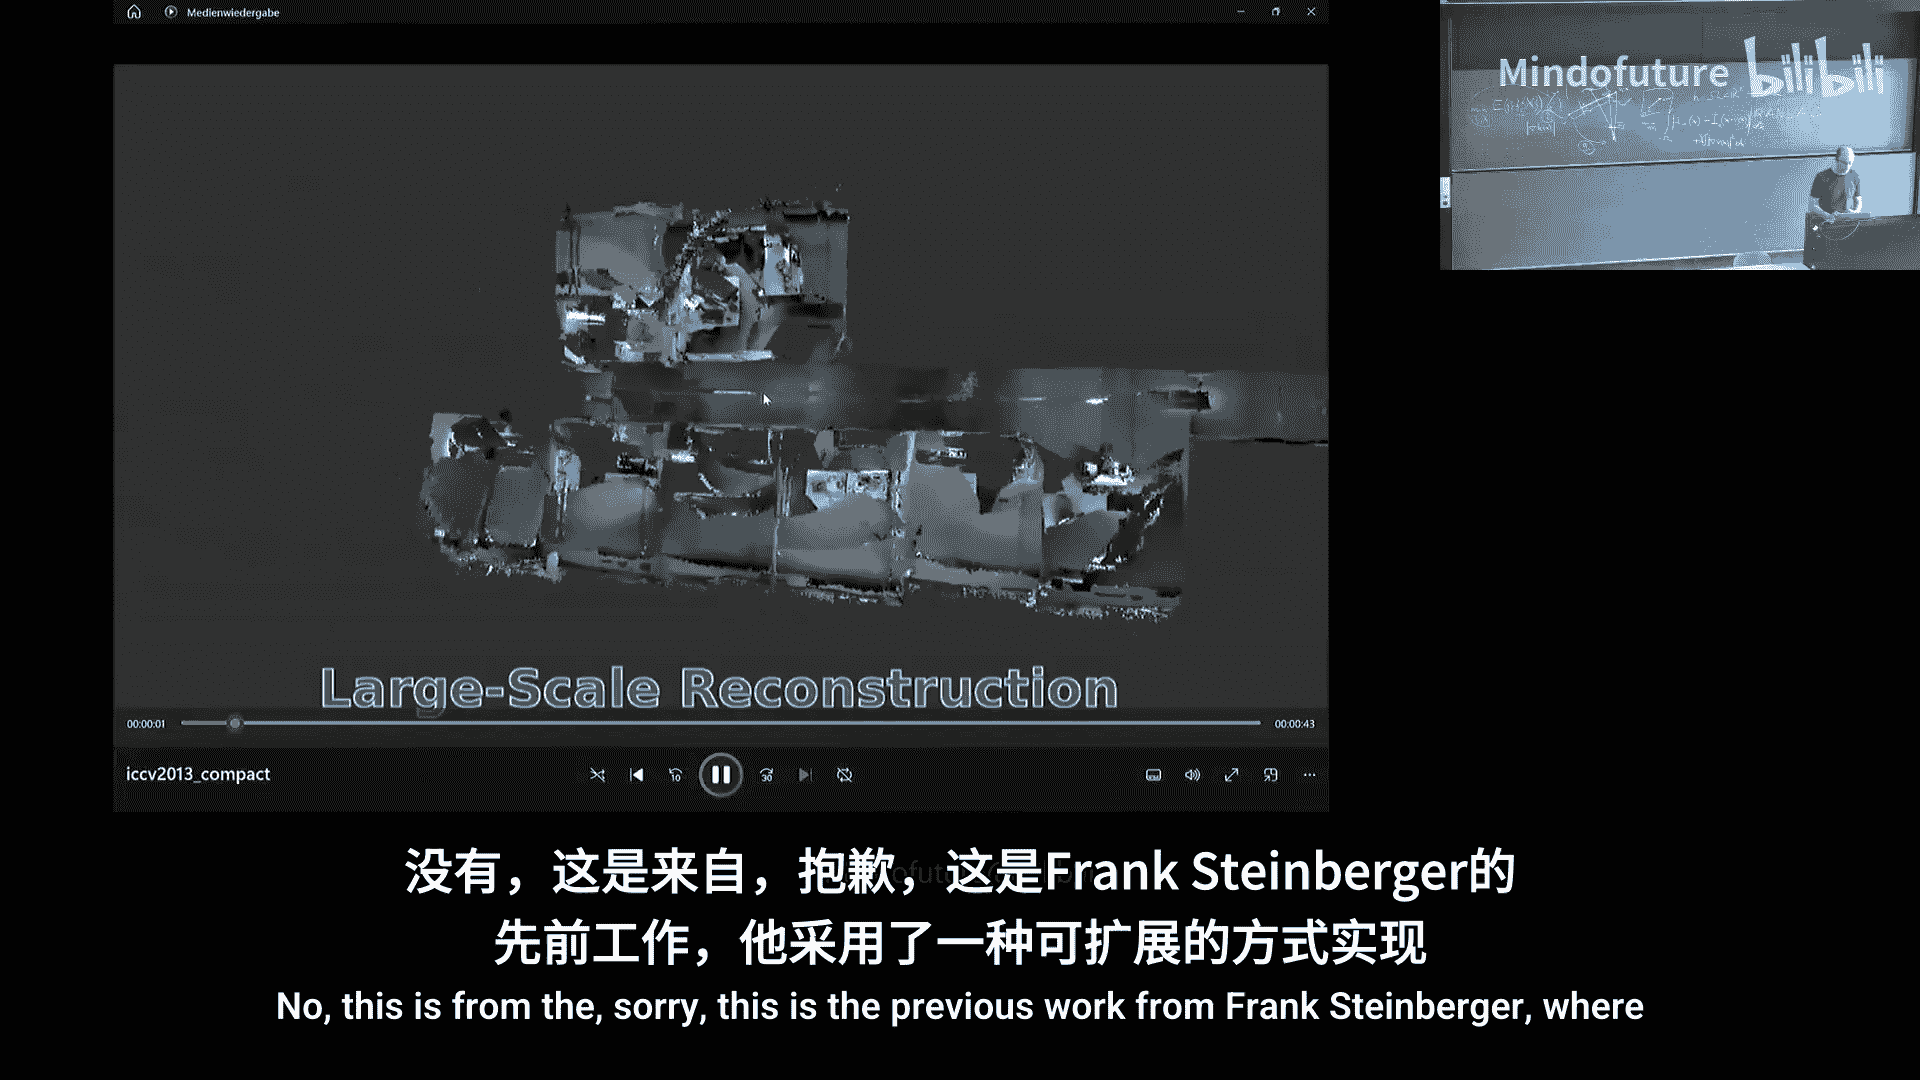 Medienwiedergabe
Mindofuture bilibili
Large-Scale Reconstruction
00:00:01
00:00:43
iccv2013_compact
10
30
没有，这是来自，抱歉，这是Frank Steinberger的
先前工作，他采用了一种可扩展的方式实现
No, this is from the, sorry, this is the previous work from Frank Steinberger, where